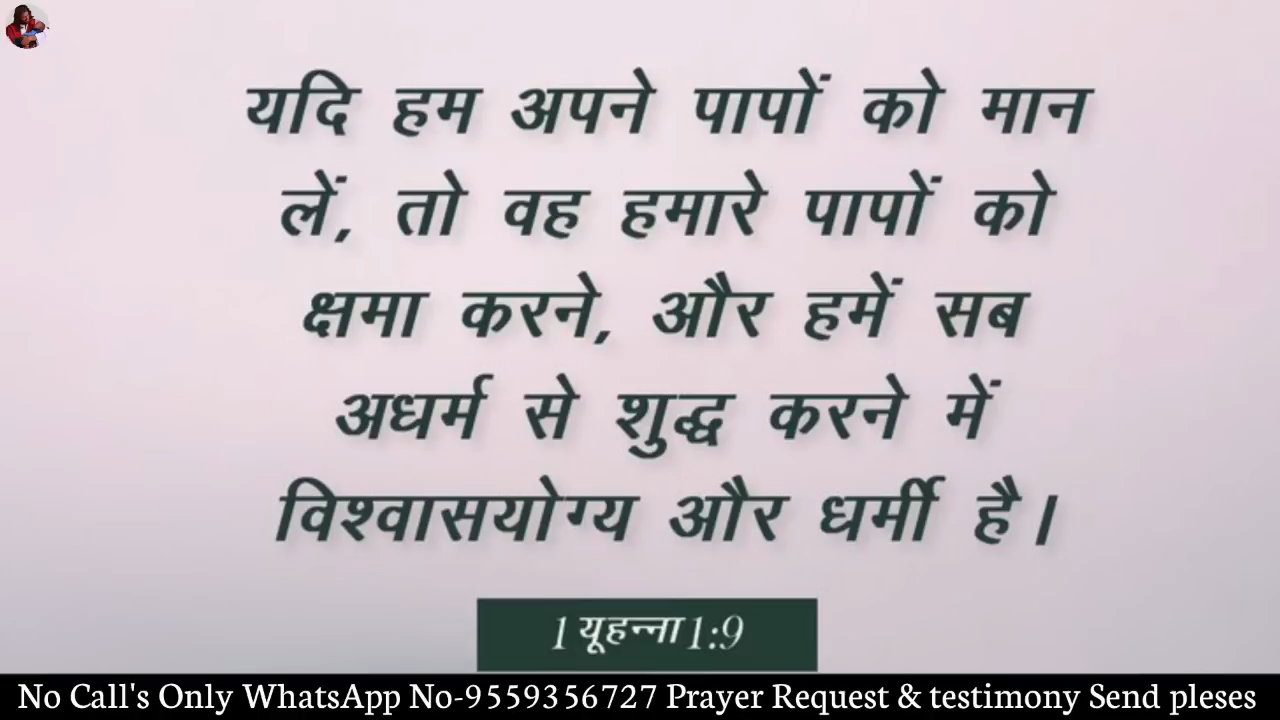 यदि हम अपने पापों को मान
लें, तो वह हमारे पापों को
क्षमा करने, और हमें सब
अधर्म से शुद्ध करने में
विश्वासयोग्य और धर्मी है।
1 यूहन्ना 1:9
No Call's Only WhatsApp No-9559356727 Prayer Request & testimony Send pleses